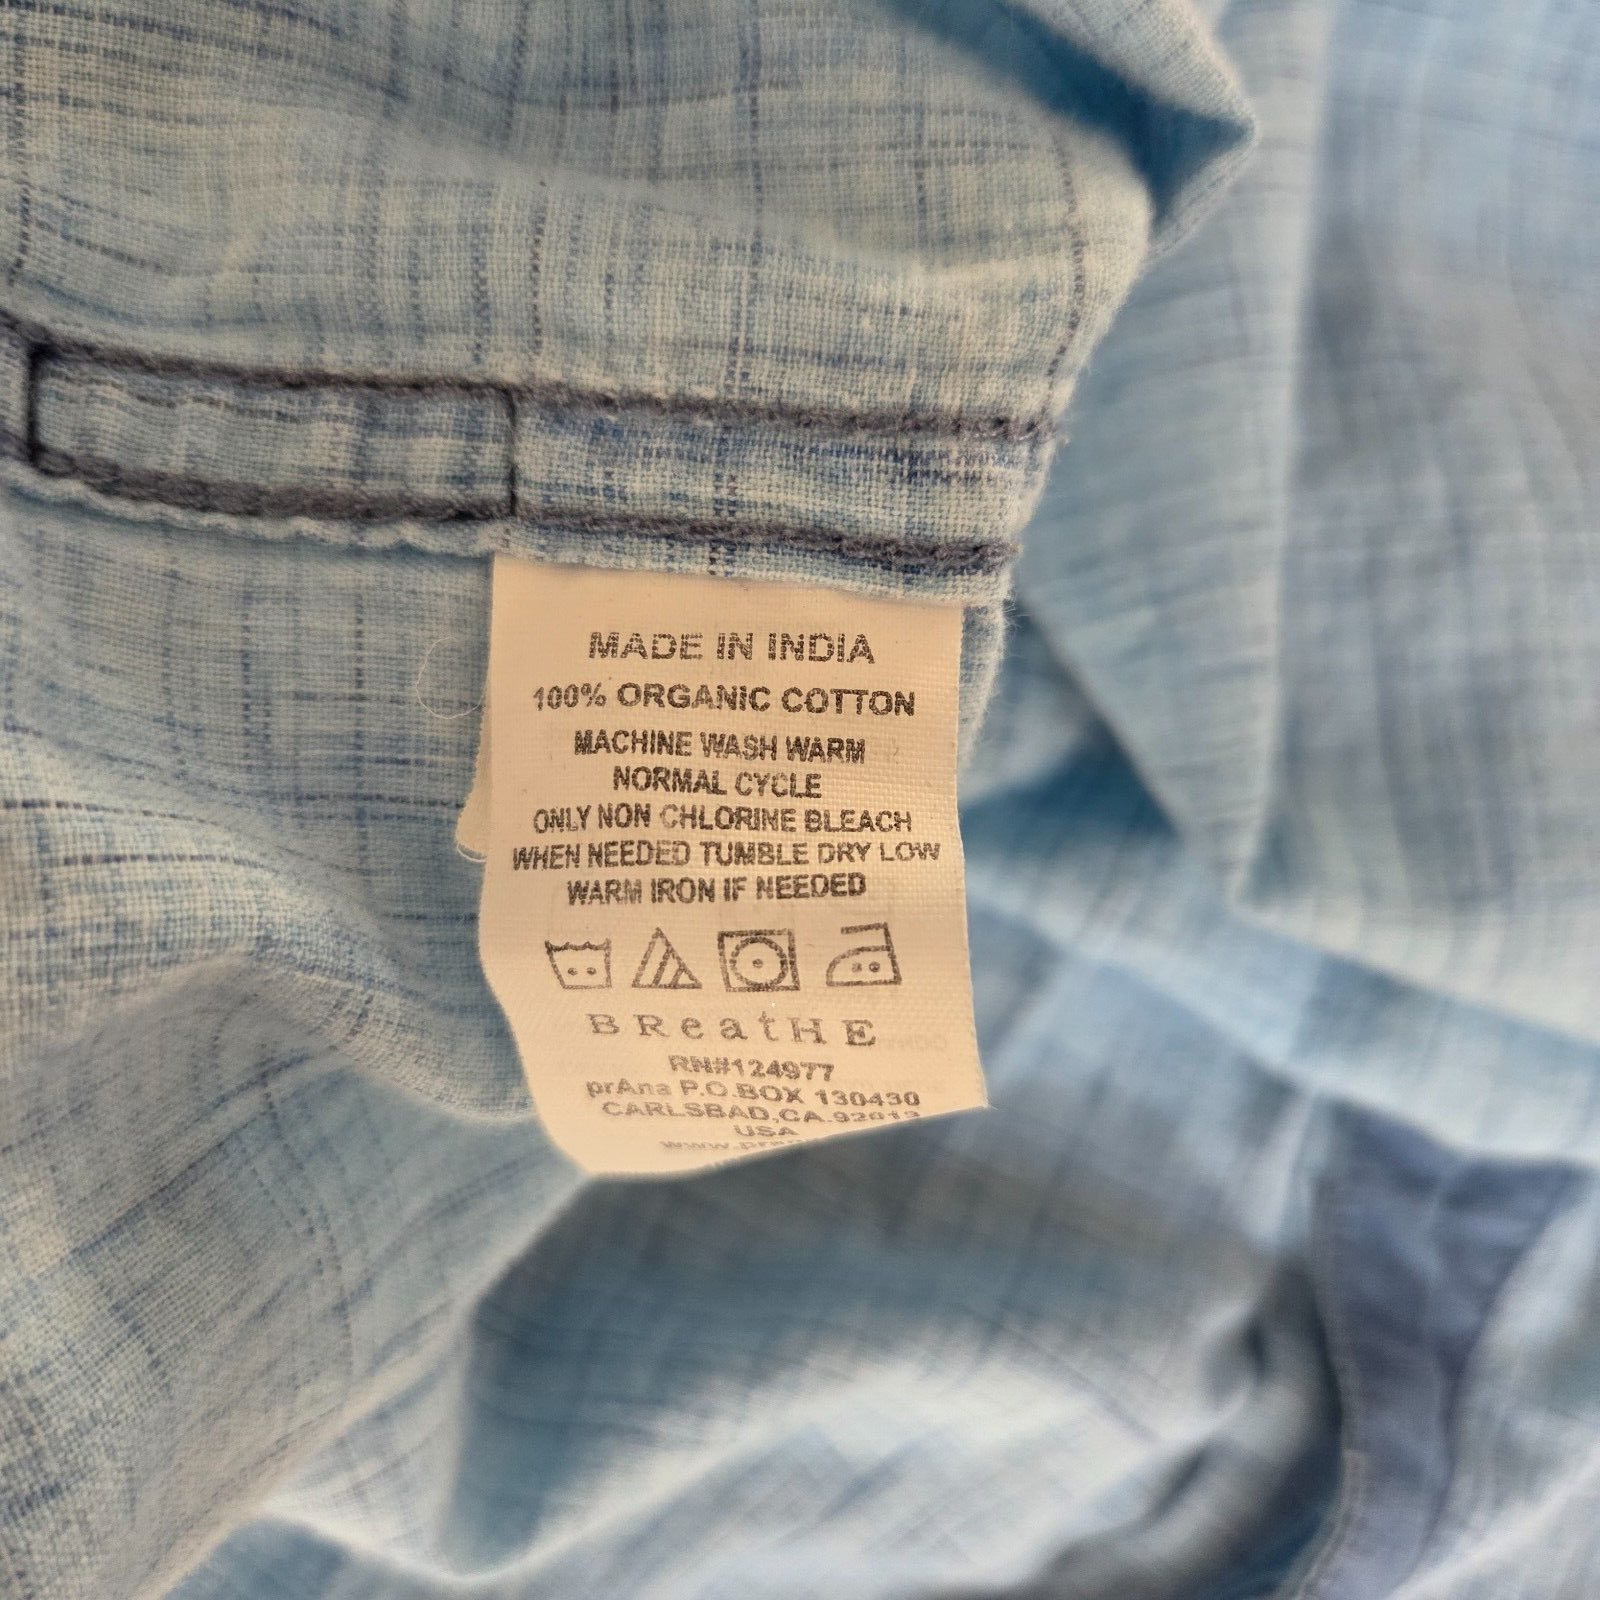 MADE IN INDIA
100% ORGANIC COTTON
MACHINE WASH WARM
NORMAL CYCLE
ONLY NON CHLORINE BLEACH
WHEN NEEDED TUMBLE DRY LOW
WARM IRON IF NEEDED
BReatHE
RN#124977
prAna P.O.BOX 130430
CARLSBAD,CA.92013
USA